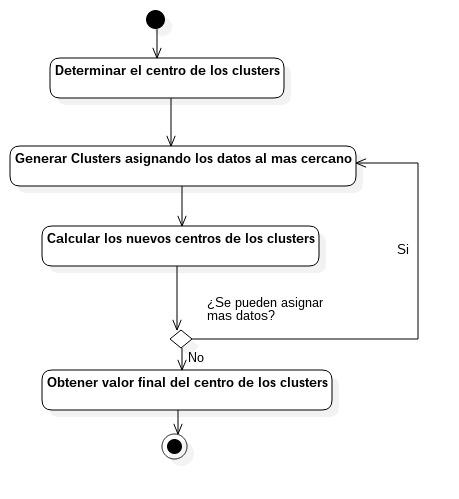 Determinar el centro de los clusters
Generar Clusters asignando los datos al mas cercano
Calcular los nuevos centros de los clusters
Si
¿Se pueden asignar
mas datos?
No
Obtener valor final del centro de los clusters